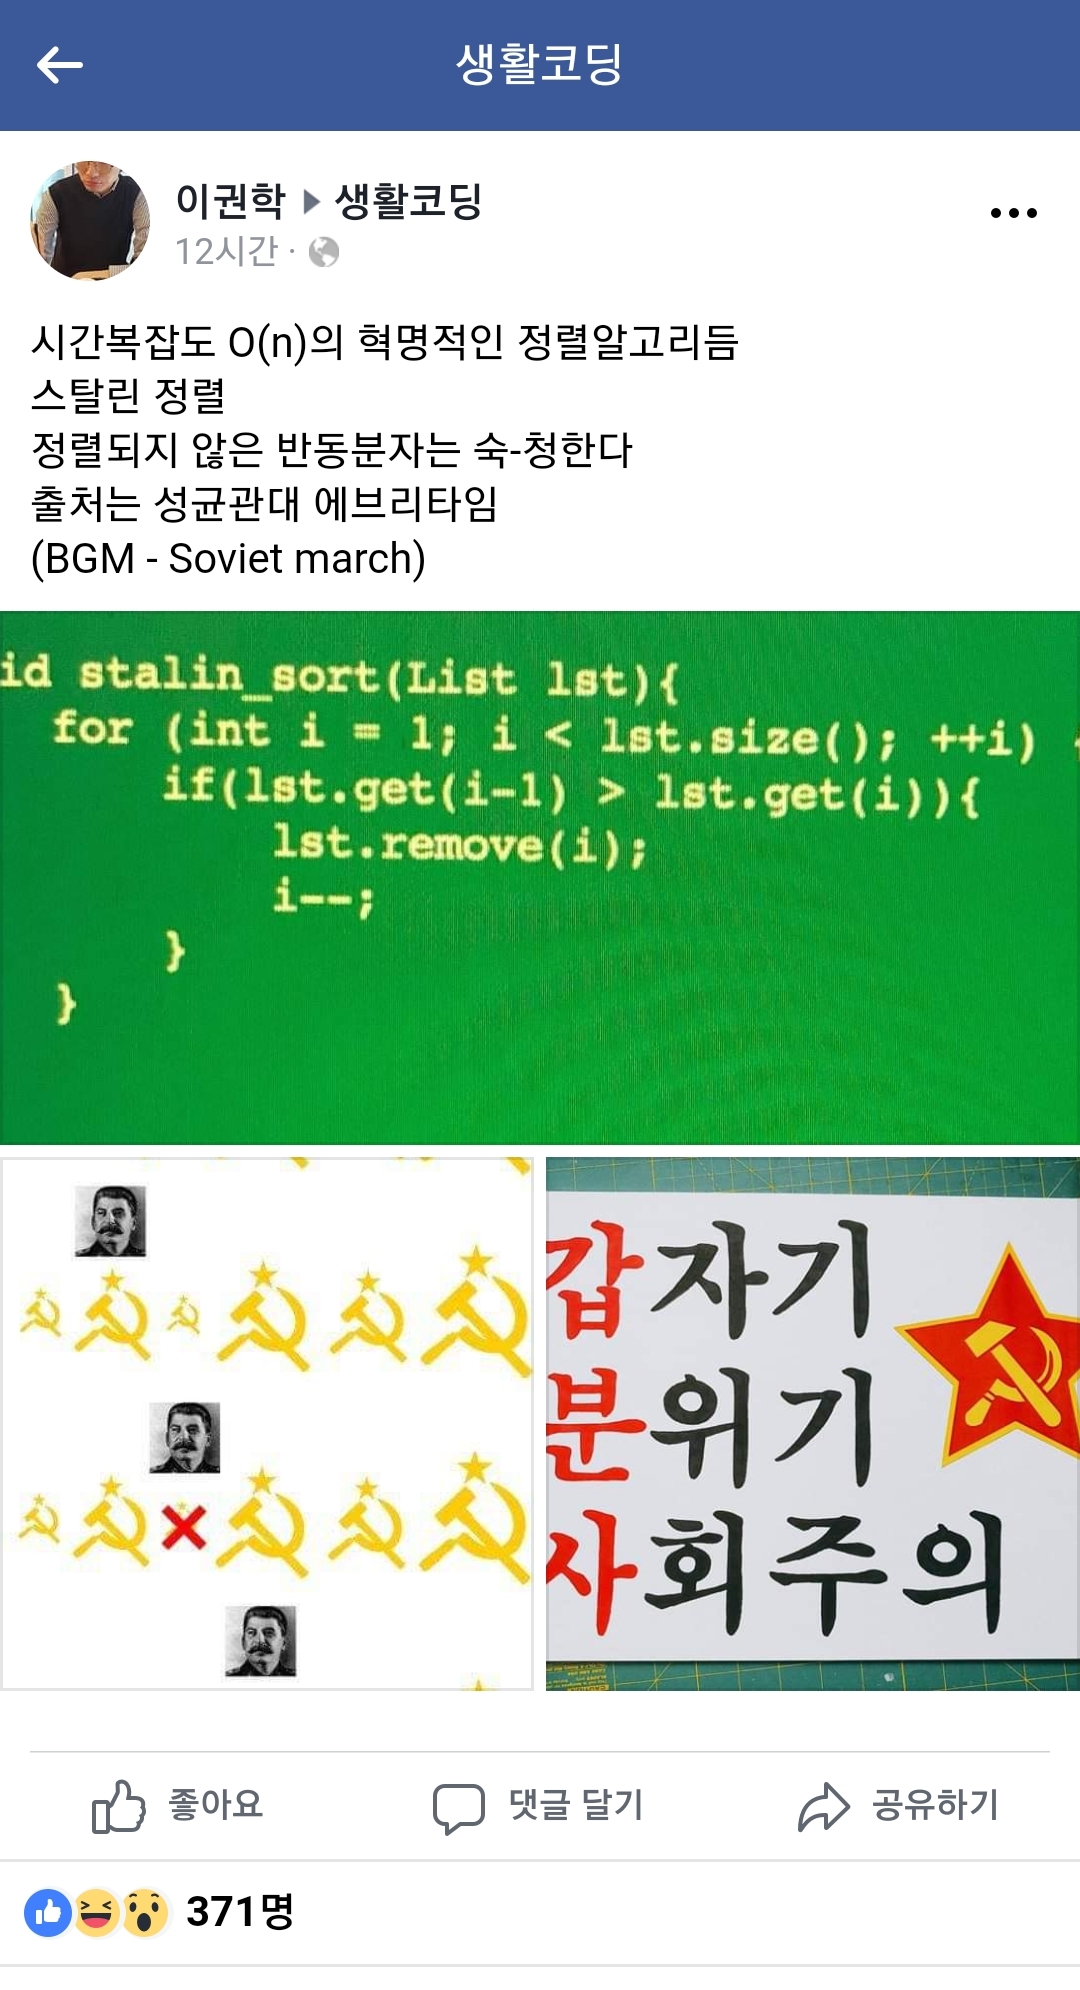 생활코딩
이권학 ▶ 생활코딩
12시간 ·
시간복잡도 O(n)의 혁명적인 정렬알고리듬
스탈린 정렬
정렬되지 않은 반동분자는 숙-청한다
출처는 성균관대 에브리타임
(BGM - Soviet march)
id stalin_sort(List lst){
for (int i = 1; i < lst.size(); ++i) {
if(lst.get(i-1) > lst.get(i)){
lst.remove(i);
i--;
}
}
갑자기
분위기
사회주의
좋아요
댓글 달기
공유하기
371명